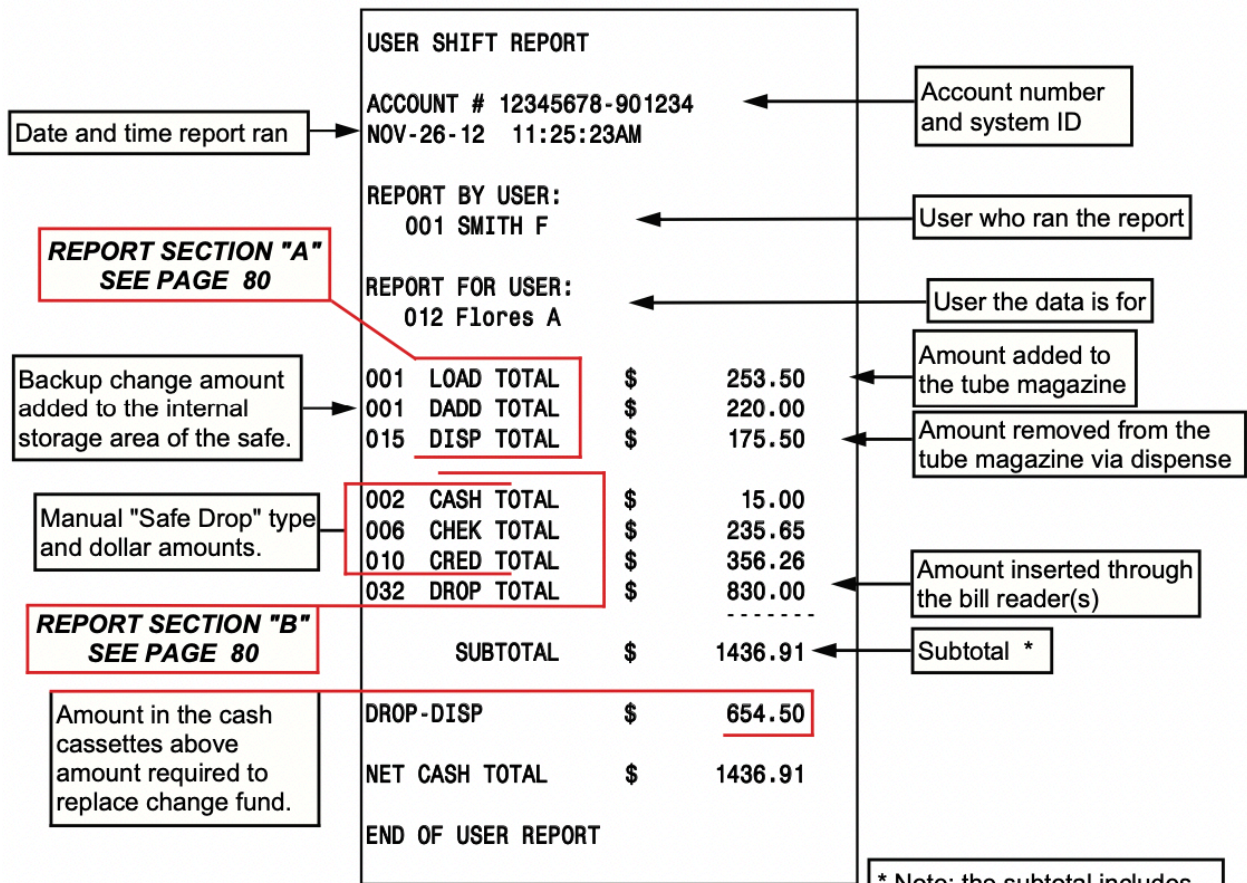 USER SHIFT REPORT
ACCOUNT # 12345678-901234
NOV-26-12 11:25:23AM
REPORT BY USER:
001 SMITH F
REPORT FOR USER:
012 Flores A
001 LOAD TOTAL $ 253.50
001 DADD TOTAL $ 220.00
015 DISP TOTAL $ 175.50
002 CASH TOTAL $ 15.00
006 CHEK TOTAL $ 235.65
010 CRED TOTAL $ 356.26
032 DROP TOTAL $ 830.00
-------
SUBTOTAL $ 1436.91
DROP-DISP $ 654.50
NET CASH TOTAL $ 1436.91
END OF USER REPORT
Date and time report ran
REPORT SECTION "A"
SEE PAGE 80
Backup change amount
added to the internal
storage area of the safe.
Manual "Safe Drop" type
and dollar amounts.
REPORT SECTION "B"
SEE PAGE 80
Amount in the cash
cassettes above
amount required to
replace change fund.
Account number
and system ID
User who ran the report
User the data is for
Amount added to
the tube magazine
Amount removed from the
tube magazine via dispense
Amount inserted through
the bill reader(s)
Subtotal *
* Note: the subtotal includes